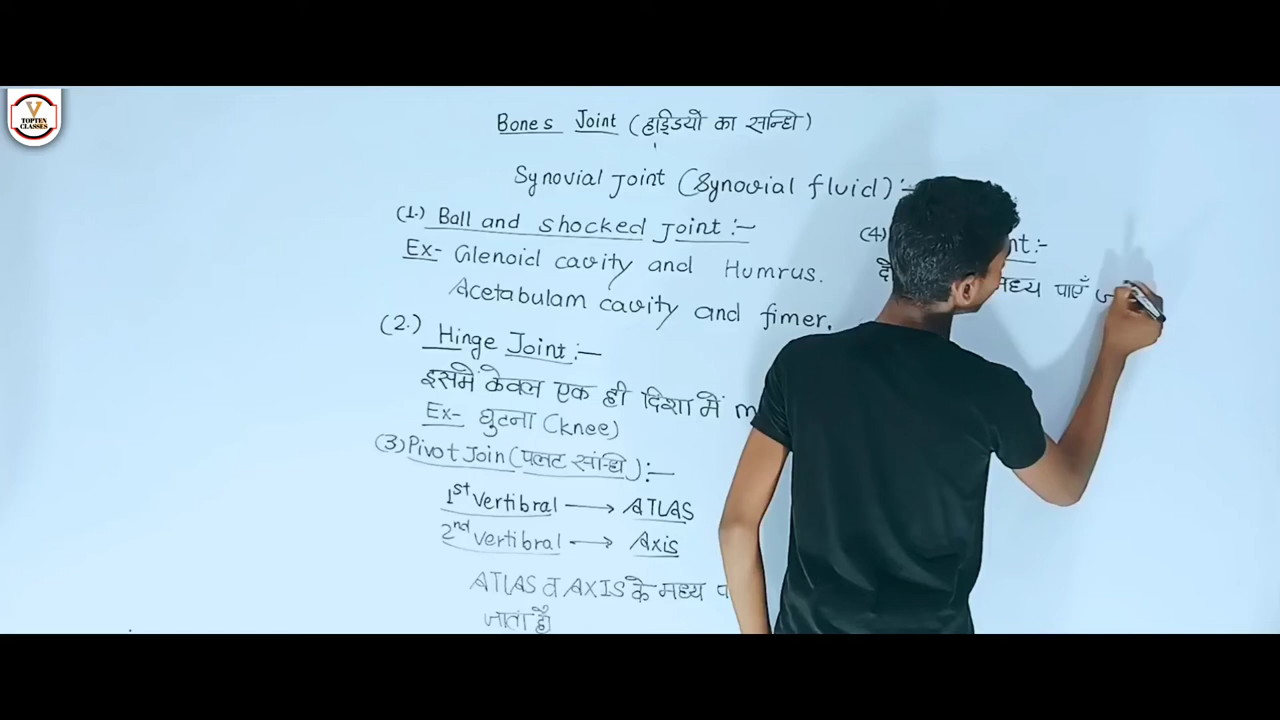 V
TOPTEN
CLASSES
Bones Joint (हड्डियो का सन्धि)
Synovial Joint (Synovial fluid) :-
(1.) Ball and shocked Joint :-
Ex- Glenoid cavity and Humrus.
Acetabulam cavity and fimer.
(2.) Hinge Joint :-
इसमें केवल एक ही दिशा में
Ex- घुटना (knee)
(3) Pivot Join (पलट सांन्धि) :-
1st vertibral → ATLAS
2nd vertibral → Axis
ATLAS व AXIS के मध्य
जाता है
(4)
मध्य पाएँ